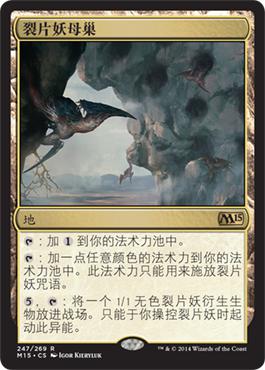 裂片妖母巢
地
M15
：加1到你的法术力池中。
：加一点任意颜色的法术力到你的法
术力池中。此法术力只能用来施放裂片
妖咒语。
5，：将一个 1/1 无色裂片妖衍生生
物放进战场。只能于你操控裂片妖时起
动此异能。
247/269 R
M15 • CS IGOR KIERYLUK
™ & © 2014 Wizards of the Coast